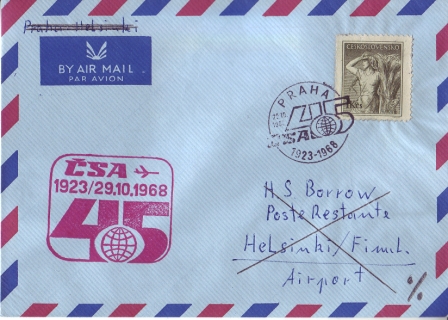 Praha-Helsinki
BY AIR MAIL
PAR AVION
ČESKOSLOVENSKO
PRAHA
45
ČSA
1923-1968
ČSA
1923/29.10.1968
45
H S Borrow
Poste Restante
Helsinki/Finnl.
Airport